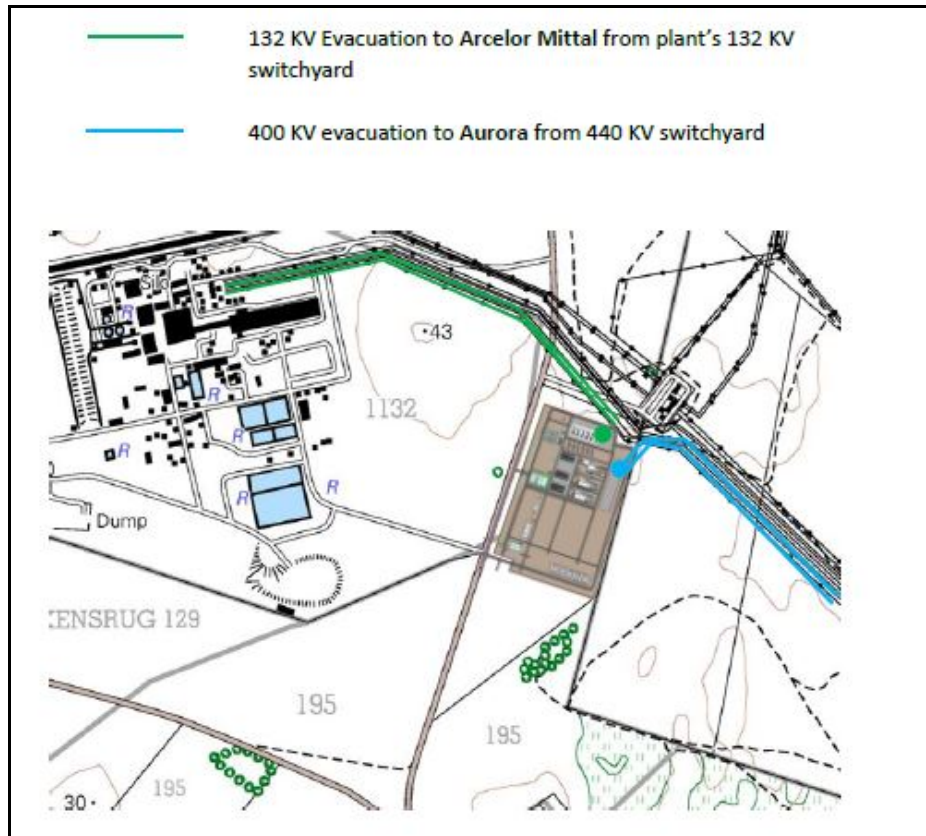 132 KV Evacuation to Arcelor Mittal from plant's 132 KV
switchyard
400 KV evacuation to Aurora from 440 KV switchyard
R
43
1132
R
R
R
R
R
Dump
KENSRUG 129
195
195
195
30